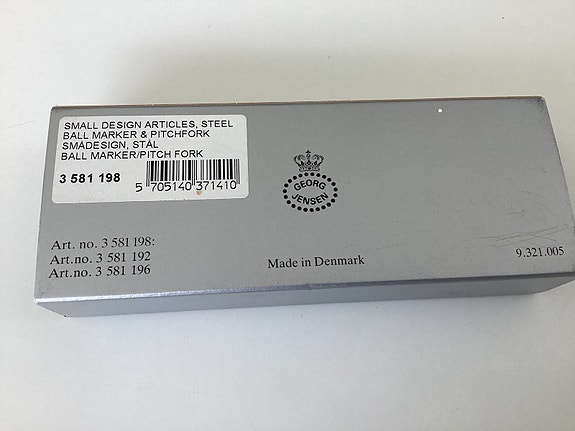 SMALL DESIGN ARTICLES, STEEL
BALL MARKER & PITCHFORK
SMÅDESIGN, STÅL
BALL MARKER/PITCH FORK
3 581 198
5 705140 371410
GEORG
JENSEN
Art. no. 3 581 198:
Art. no. 3 581 192
Art.no. 3 581 196
Made in Denmark
9.321.005